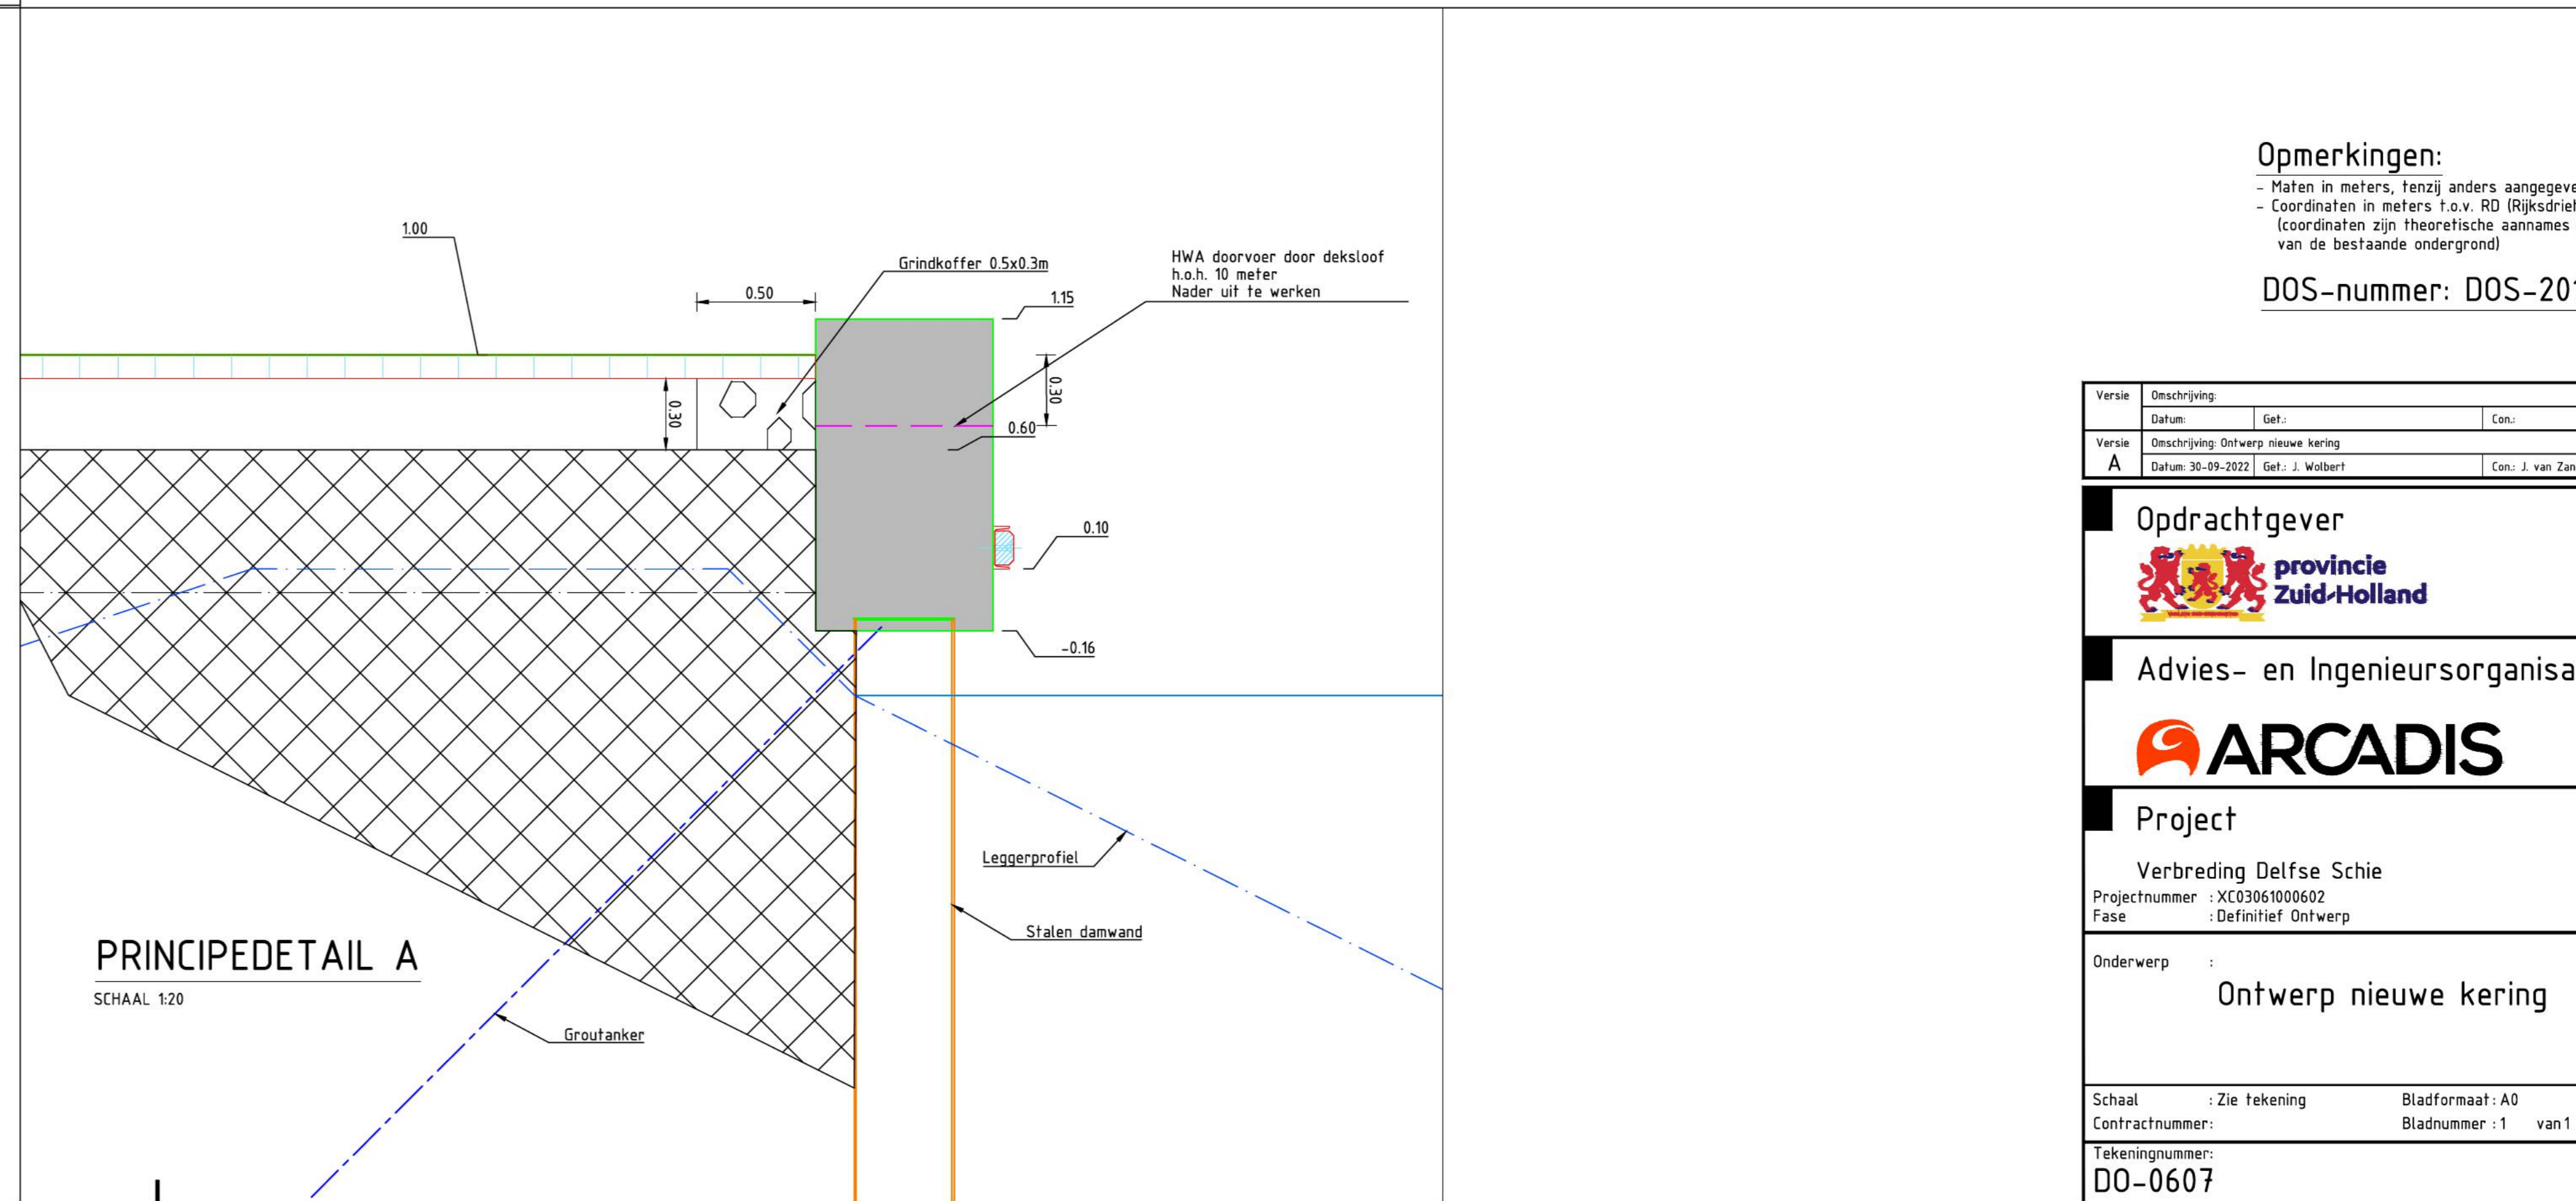 1.00
0.50
Grindkoffer 0.5x0.3m
HWA doorvoer door deksloof
h.o.h. 10 meter
Nader uit te werken
1.15
0.30
0.30
0.60
0.10
-0.16
Leggerprofiel
Stalen damwand
Groutanker
PRINCIPEDETAIL A
SCHAAL 1:20
Opmerkingen:
- Maten in meters, tenzij anders
- Coordinaten in meters t.o.v. RD
(coordinaten zijn theoretische aannames
van de bestaande ondergrond)
DOS-nummer: DOS-201
Versie Omschrijving:
Datum: Get.: Con.:
Versie Omschrijving: Ontwerp nieuwe kering
A Datum: 30-09-2022 Get.: J. Wolbert Con.: J. van Zan
Opdrachtgever
provincie
Zuid-Holland
Advies- en Ingenieursorganisa
ARCADIS
Project
Verbreding Delfse Schie
Projectnummer : XC03061000602
Fase : Definitief Ontwerp
Onderwerp :
Ontwerp nieuwe kering
Schaal : Zie tekening Bladformaat : A0
Contractnummer: Bladnummer : 1 van 1
Tekeningnummer:
DO-0607